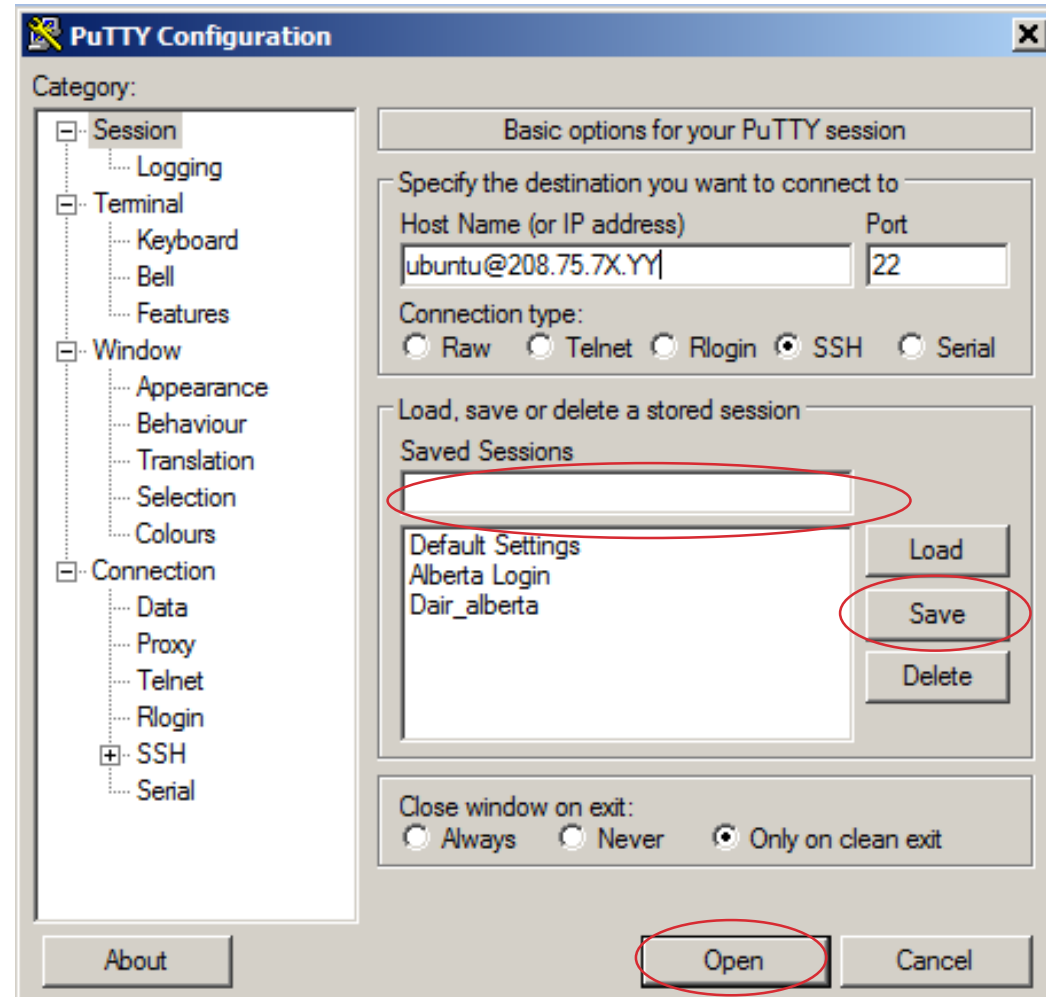 PuTTY Configuration
Category:
Session
Logging
Terminal
Keyboard
Bell
Features
Window
Appearance
Behaviour
Translation
Selection
Colours
Connection
Data
Proxy
Telnet
Rlogin
SSH
Serial
Basic options for your PuTTY session
Specify the destination you want to connect to
Host Name (or IP address) Port
ubuntu@208.75.7X.YY 22
Connection type:
Raw Telnet Rlogin SSH Serial
Load, save or delete a stored session
Saved Sessions
Default Settings
Alberta Login
Dair_alberta
Load
Save
Delete
Close window on exit:
Always Never Only on clean exit
About Open Cancel